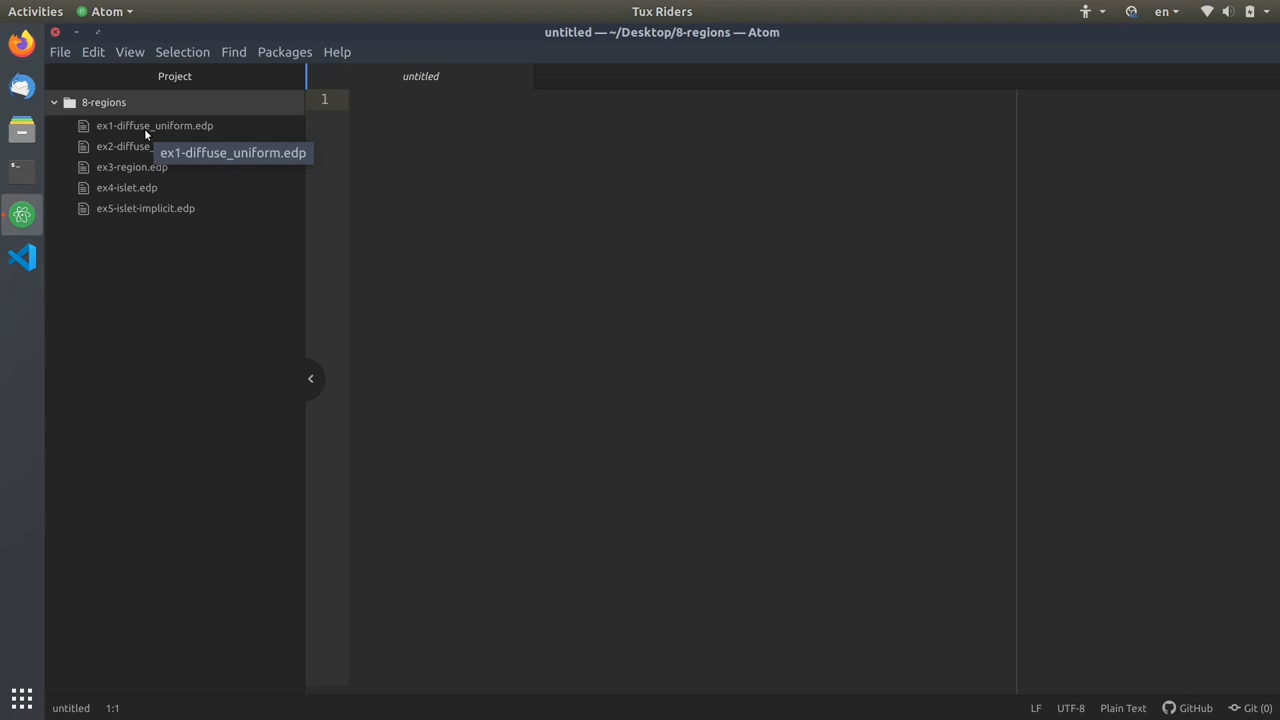 Activities Atom Tux Riders en
untitled — ~/Desktop/8-regions — Atom
File Edit View Selection Find Packages Help
Project untitled
8-regions 1
ex1-diffuse_uniform.edp
ex2-diffuse_
ex1-diffuse_uniform.edp
ex3-region.edp
ex4-islet.edp
ex5-islet-implicit.edp
untitled 1:1 LF UTF-8 Plain Text GitHub Git (0)